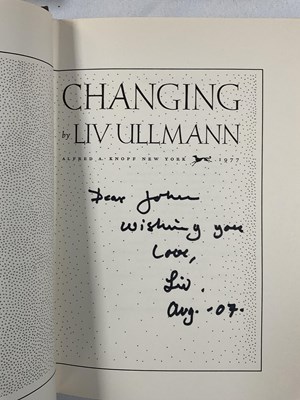 CHANGING
by LIV ULLMANN
ALFRED A. KNOPF NEW YORK 1977
Dear John
Wishing you
Love,
Liv.
Aug. -07.